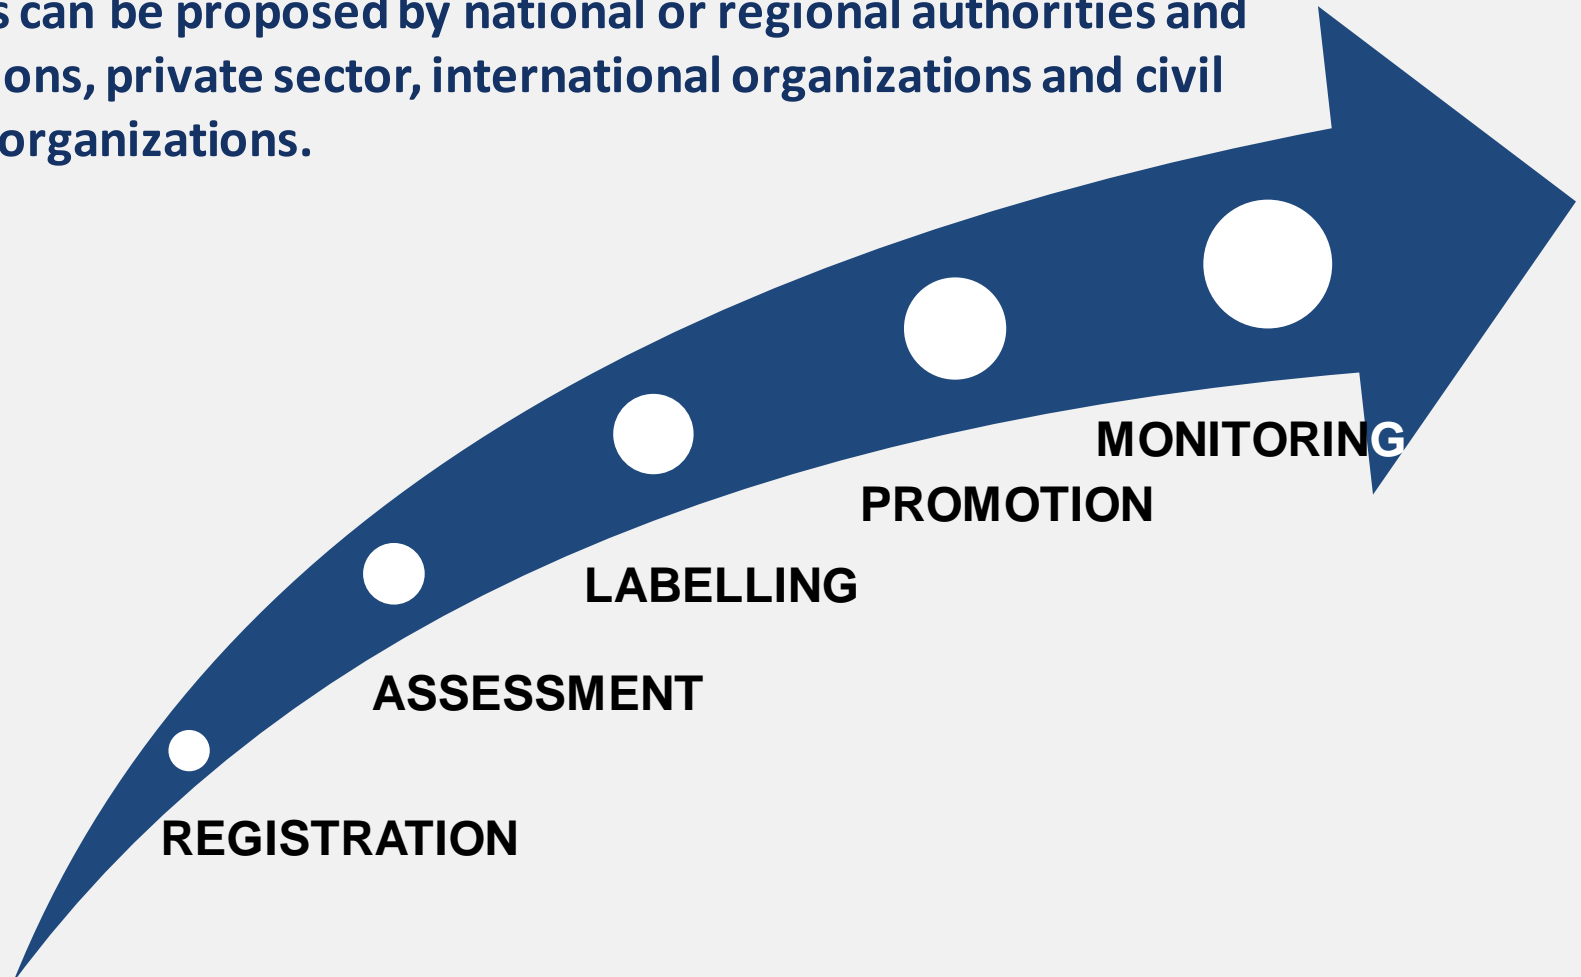 s can be proposed by national or regional authorities and
ons, private sector, international organizations and civil
organizations.
MONITORING
PROMOTION
LABELLING
ASSESSMENT
REGISTRATION